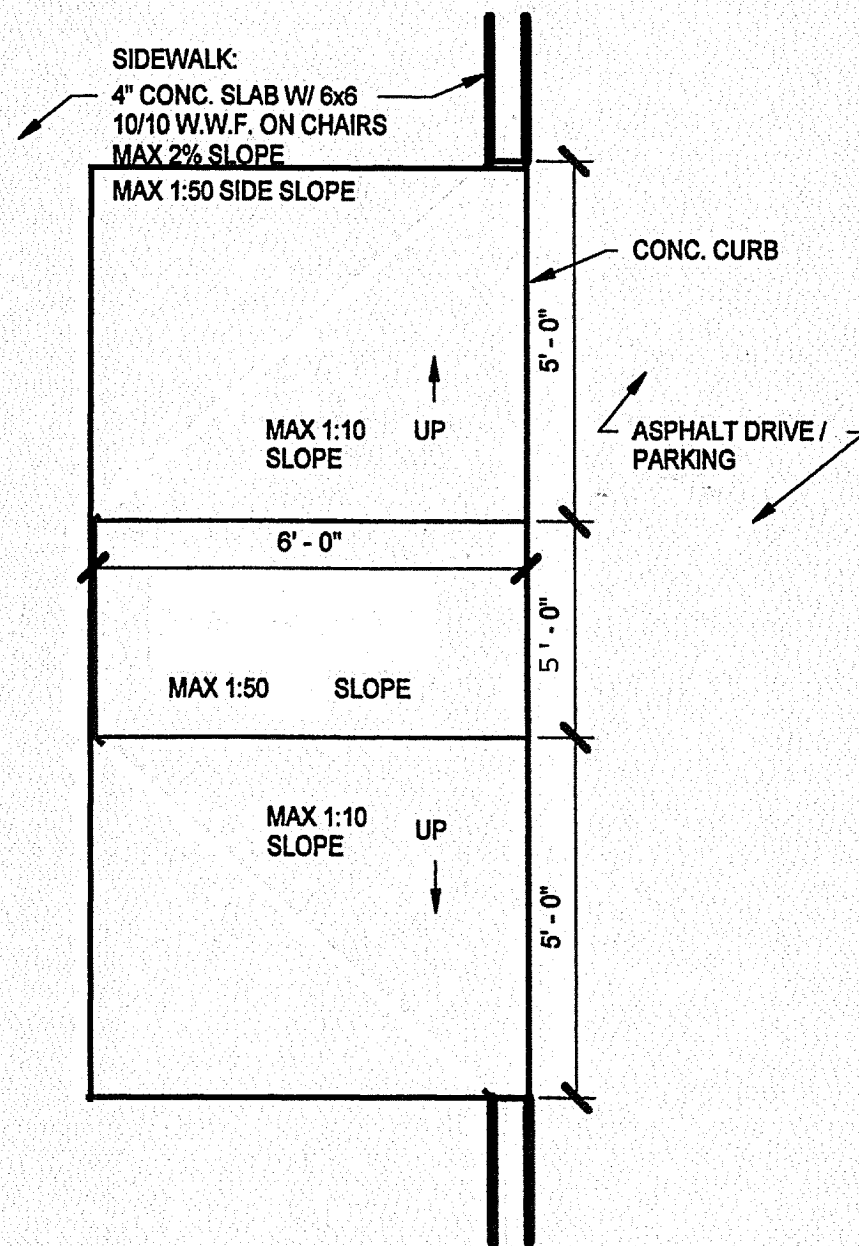 SIDEWALK:
4" CONC. SLAB W/ 6x6
10/10 W.W.F. ON CHAIRS
MAX 2% SLOPE
MAX 1:50 SIDE SLOPE
CONC. CURB
5' - 0"
MAX 1:10 UP
SLOPE
ASPHALT DRIVE /
PARKING
6' - 0"
5' - 0"
MAX 1:50 SLOPE
MAX 1:10 UP
SLOPE
5' - 0"